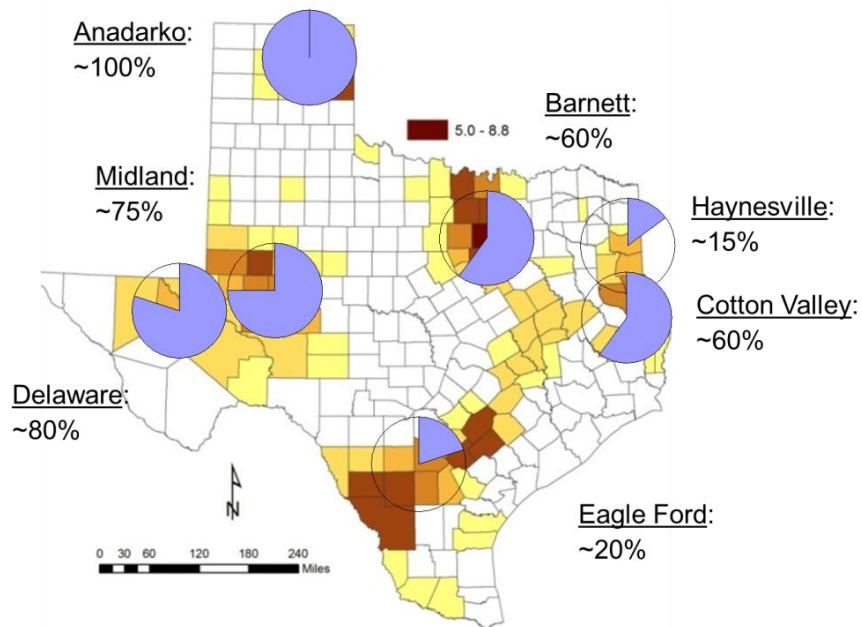 Anadarko:
~100%
5.0 - 8.8
Barnett:
~60%
Midland:
~75%
Haynesville:
~15%
Cotton Valley:
~60%
Delaware:
~80%
N
Eagle Ford:
~20%
0 30 60 120 180 240
Miles